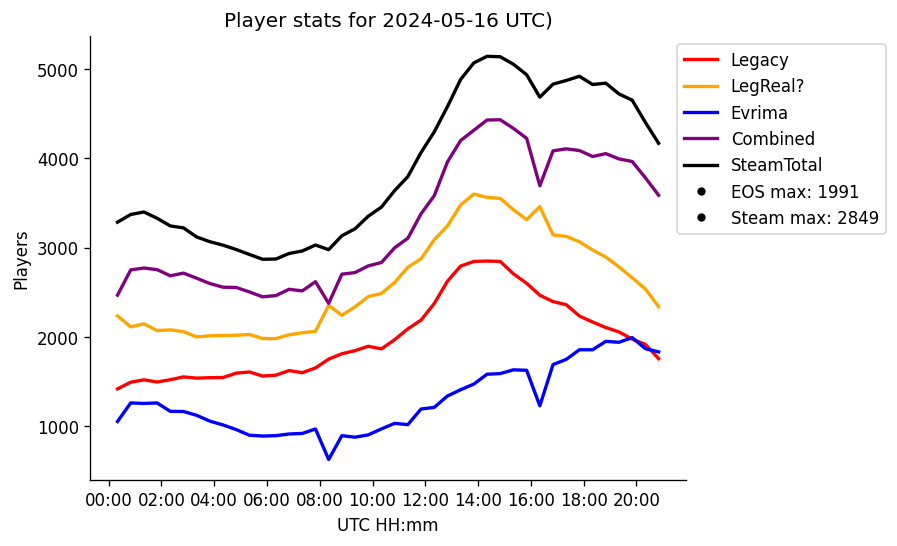 Player stats for 2024-05-16 UTC)
Players
5000
4000
3000
2000
1000
00:00 02:00 04:00 06:00 08:00 10:00 12:00 14:00 16:00 18:00 20:00
UTC HH:mm
Legacy
LegReal?
Evrima
Combined
SteamTotal
EOS max: 1991
Steam max: 2849